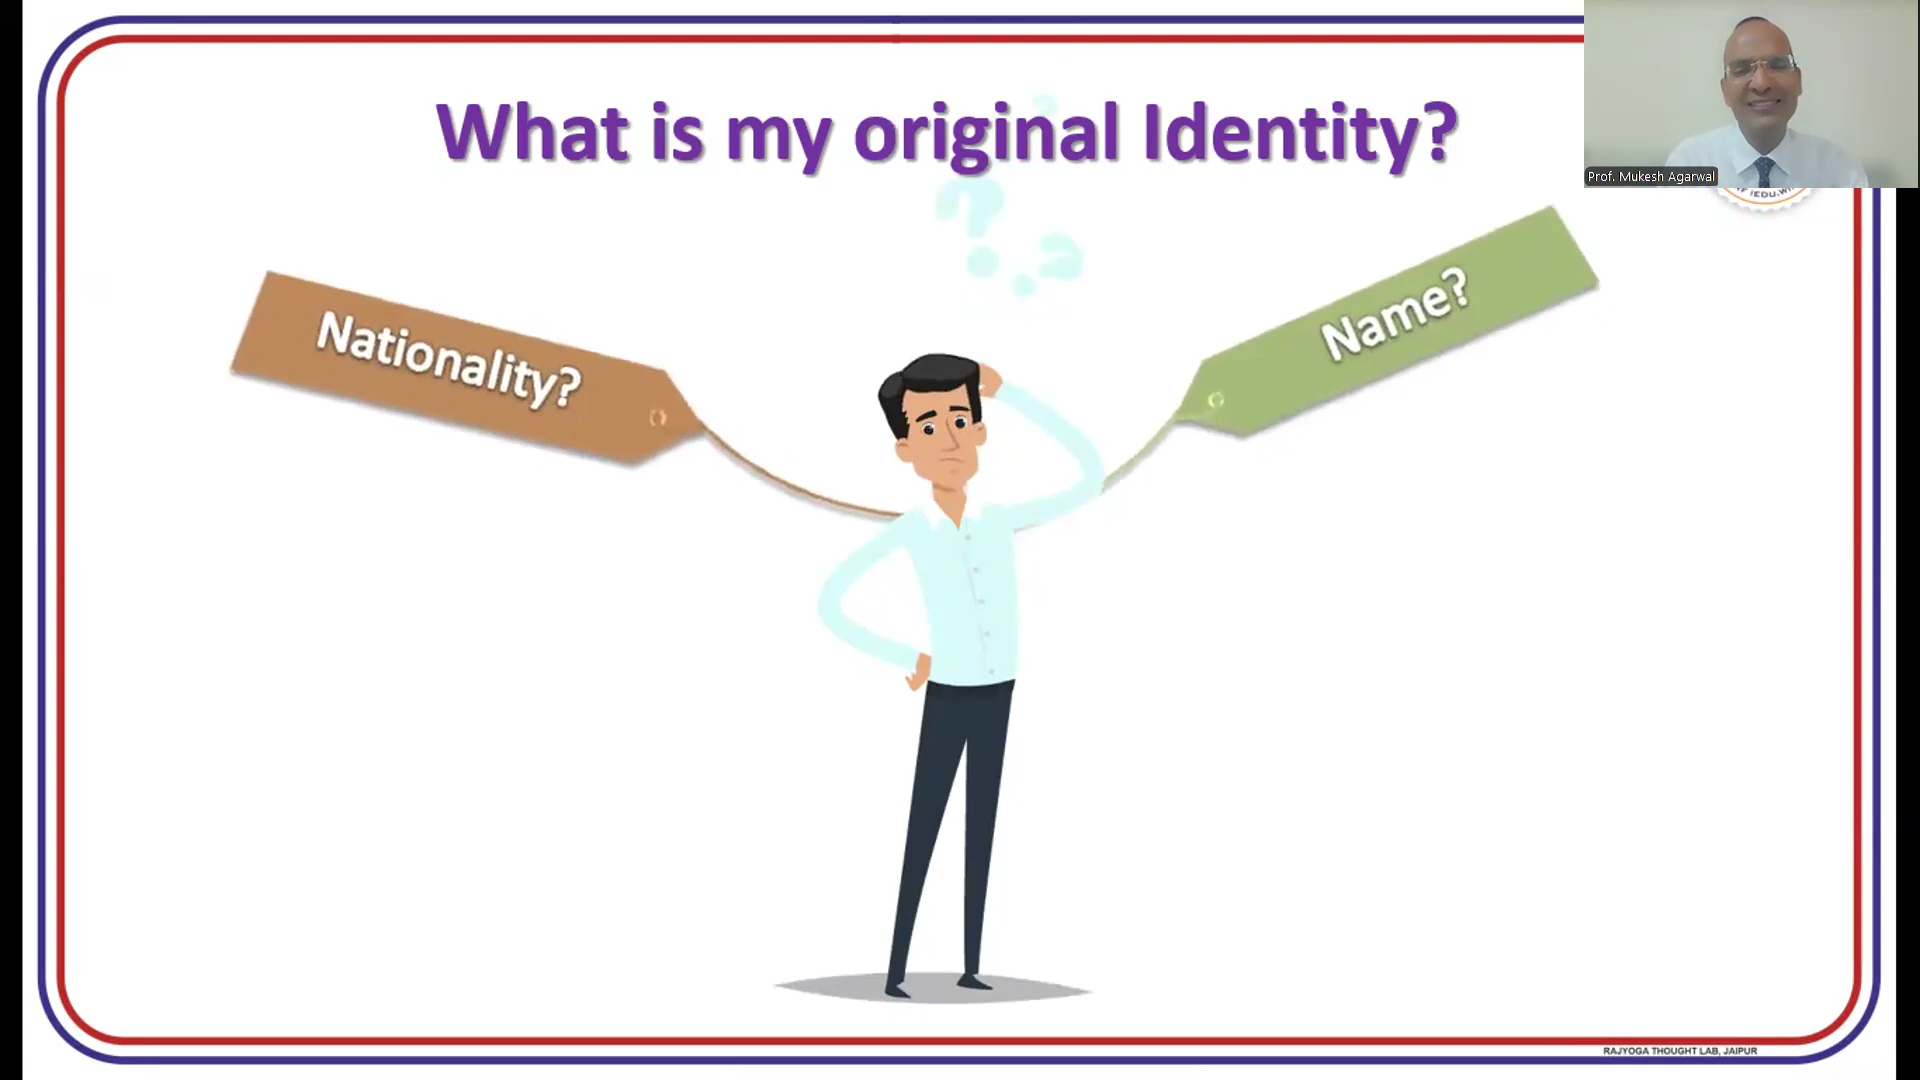 What is my original Identity?
Prof. Mukesh Agarwal
Nationality?
Name?
RAJYOGA THOUGHT LAB, JAIPUR